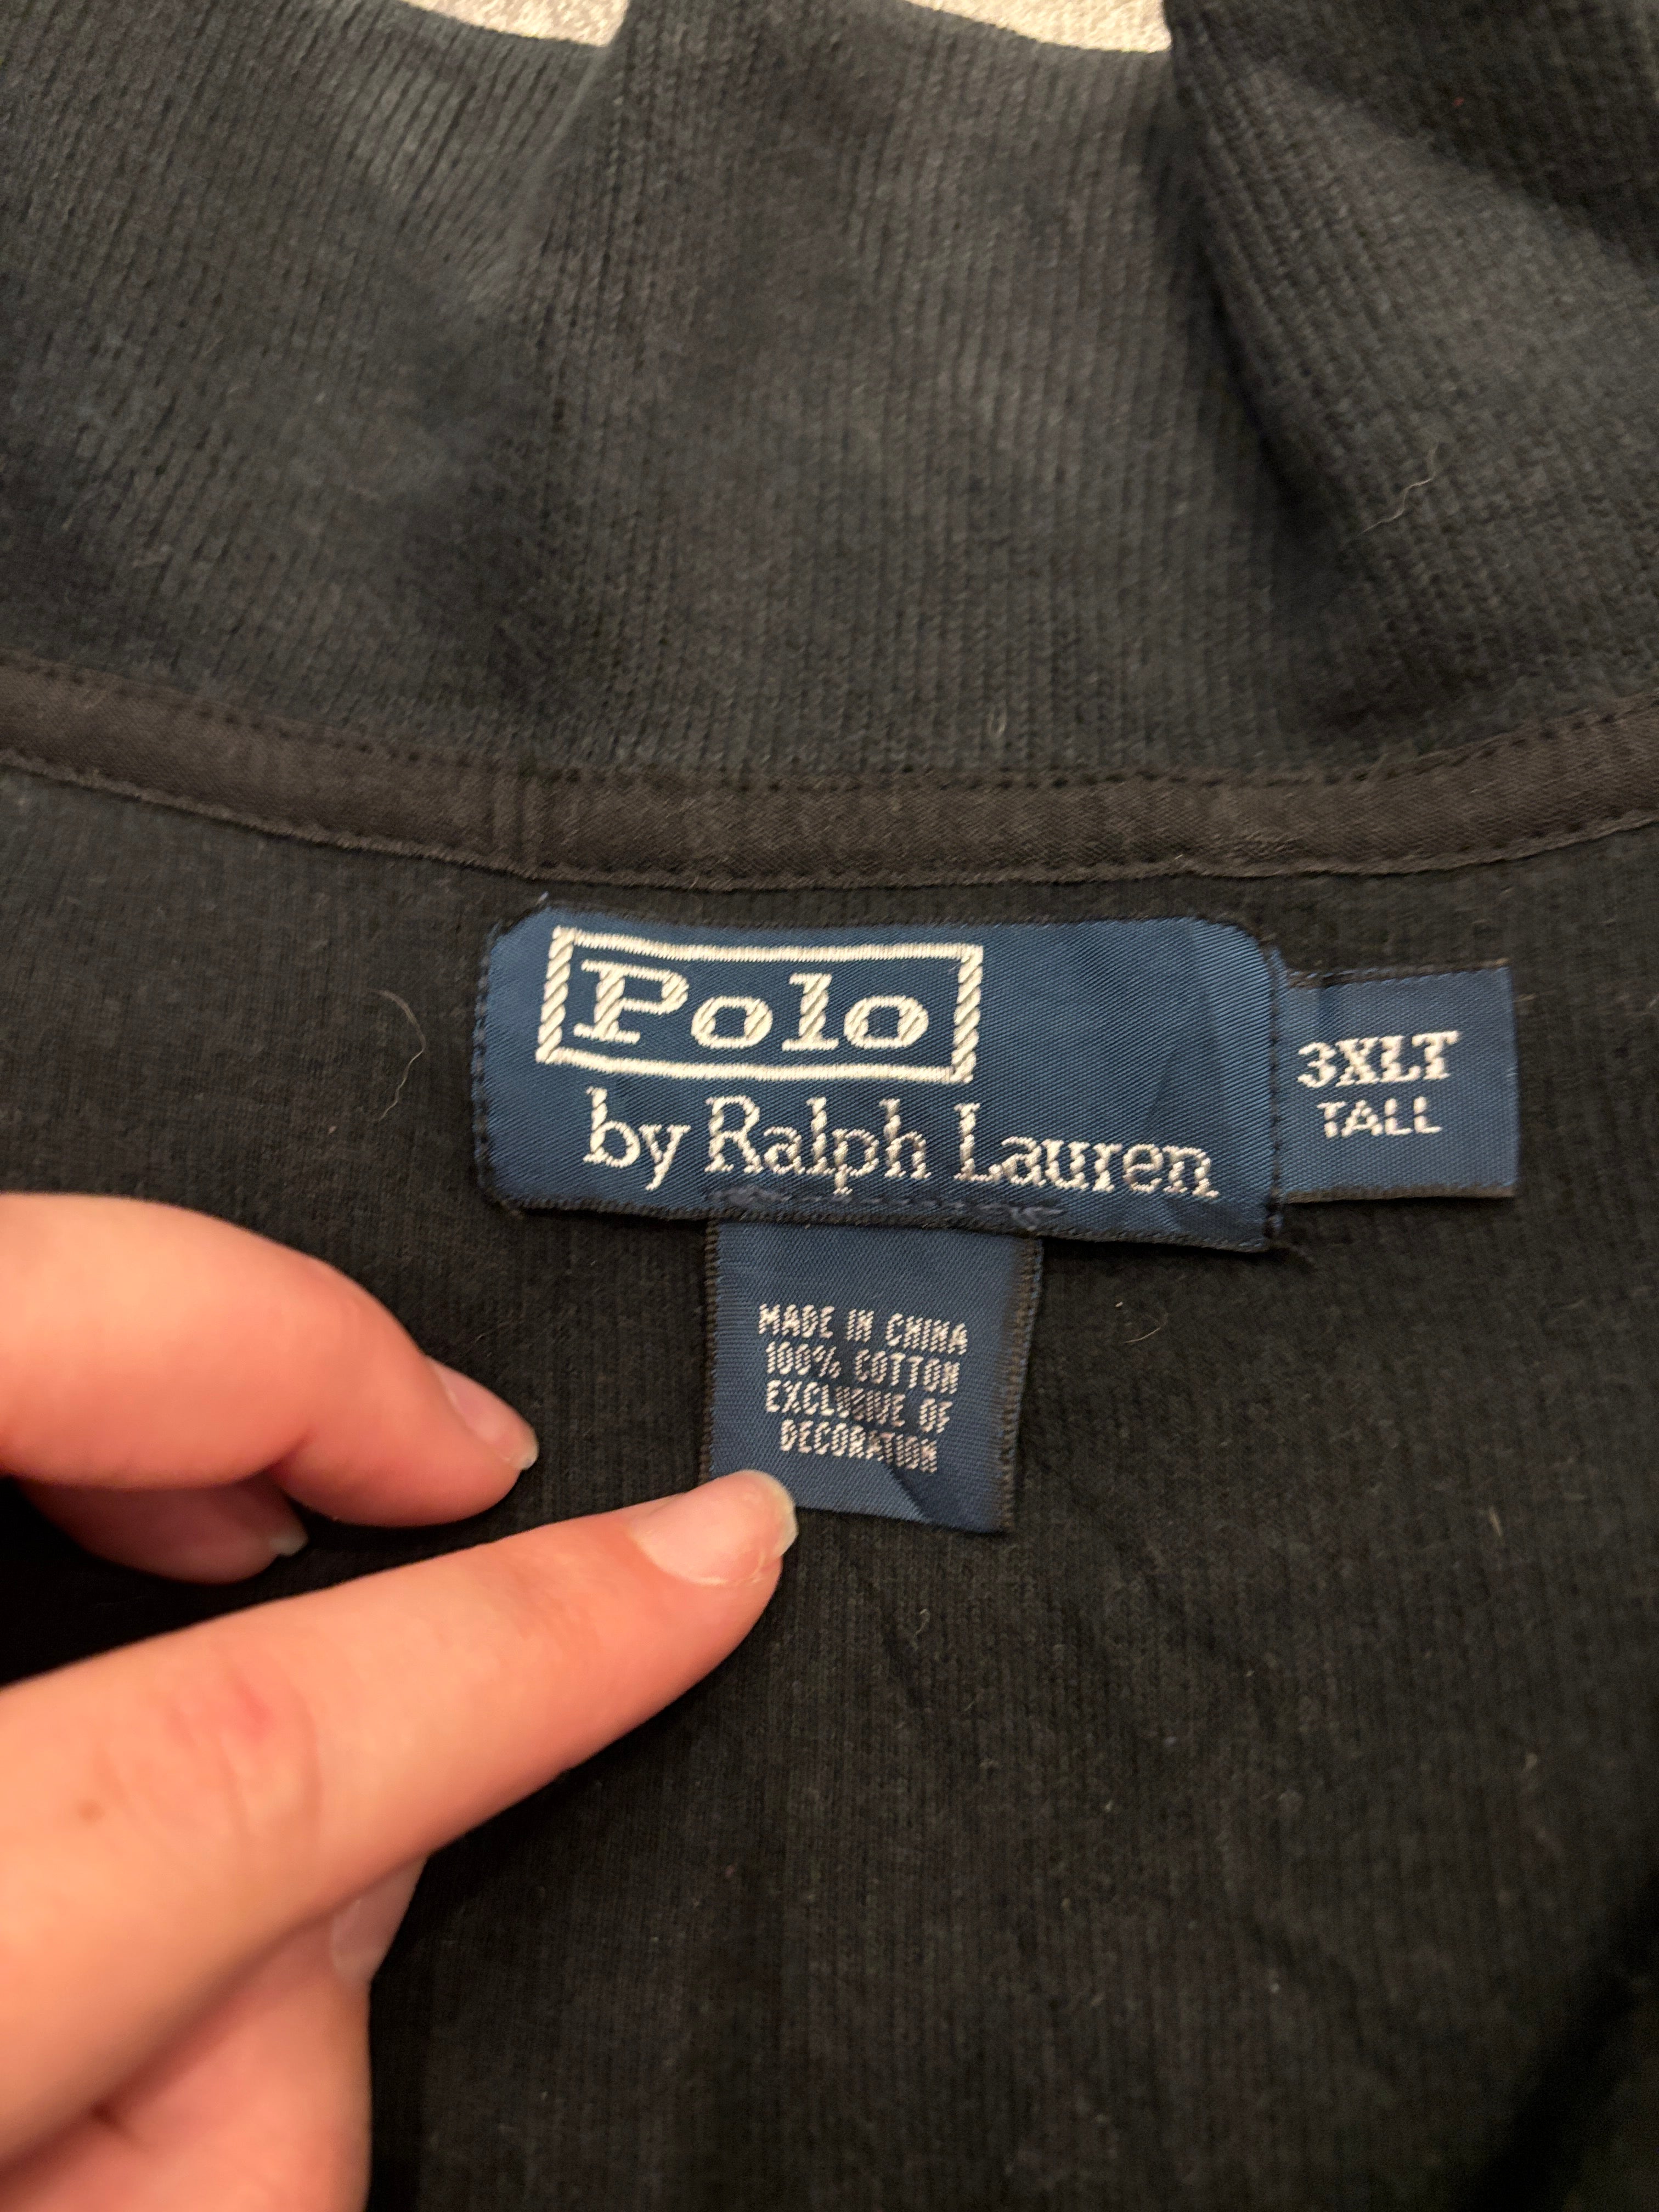 Polo
by Ralph Lauren
3XLT
TALL
MADE IN CHINA
100% COTTON
EXCLUSIVE OF
DECORATION